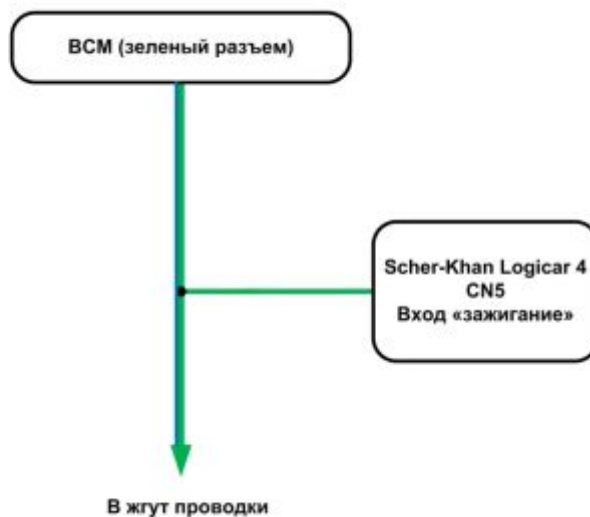 BCM (зеленый разъем)
Scher-Khan Logicar 4
CN5
Вход «зажигание»
В жгут проводки